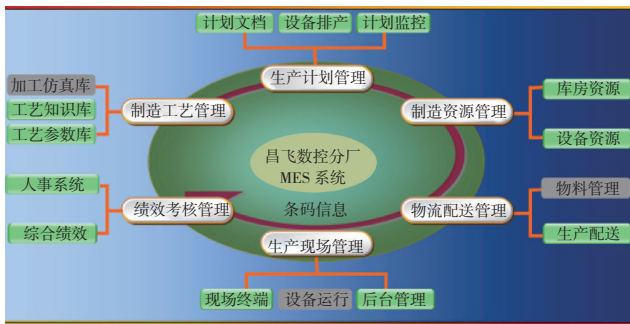 计划文档 设备排产 计划监控
生产计划管理
加工仿真库
工艺知识库
工艺参数库
制造工艺管理
制造资源管理
库房资源
设备资源
昌飞数控分厂
MES 系统
条码信息
人事系统
综合绩效
绩效考核管理
物流配送管理
物料管理
生产配送
生产现场管理
现场终端 设备运行 后台管理